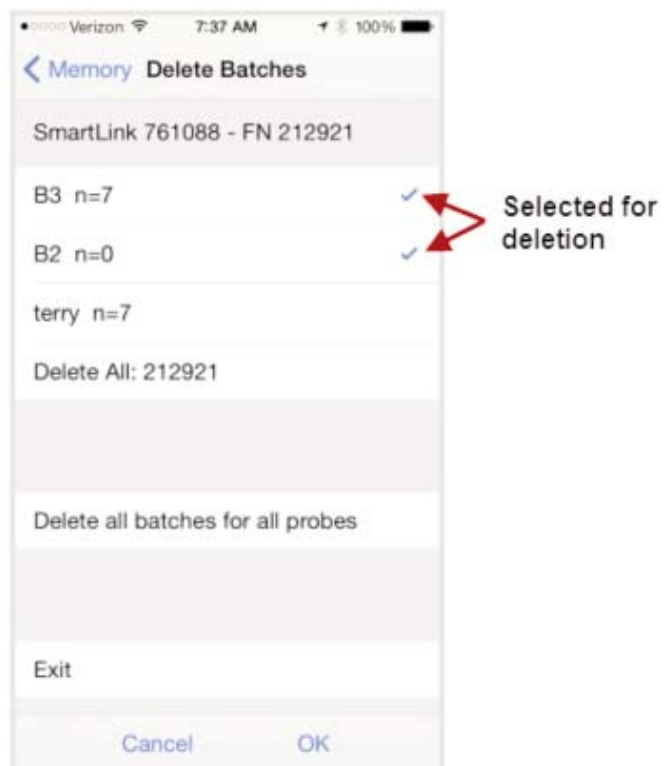 Verizon 7:37 AM 100%
Memory Delete Batches
SmartLink 761088 - FN 212921
B3 n=7
B2 n=0
Selected for
deletion
terry n=7
Delete All: 212921
Delete all batches for all probes
Exit
Cancel OK